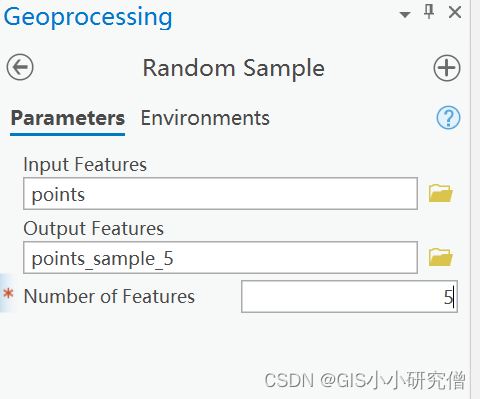 Geoprocessing
Random Sample
Parameters Environments
Input Features
points
Output Features
points_sample_5
* Number of Features 5
CSDN @GIS小小研究僧